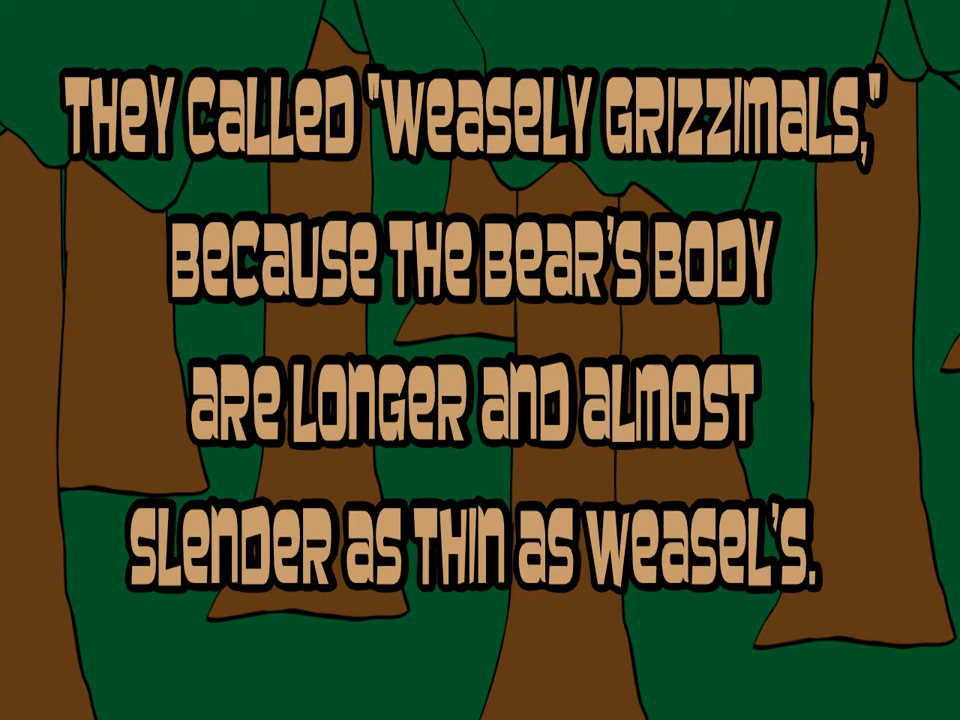 THEY CALLED "WEASELY GRIZZIMALS,"
BECAUSE THE BEAR'S BODY
ARE LONGER AND ALMOST
SLENDER AS THIN AS WEASEL'S.